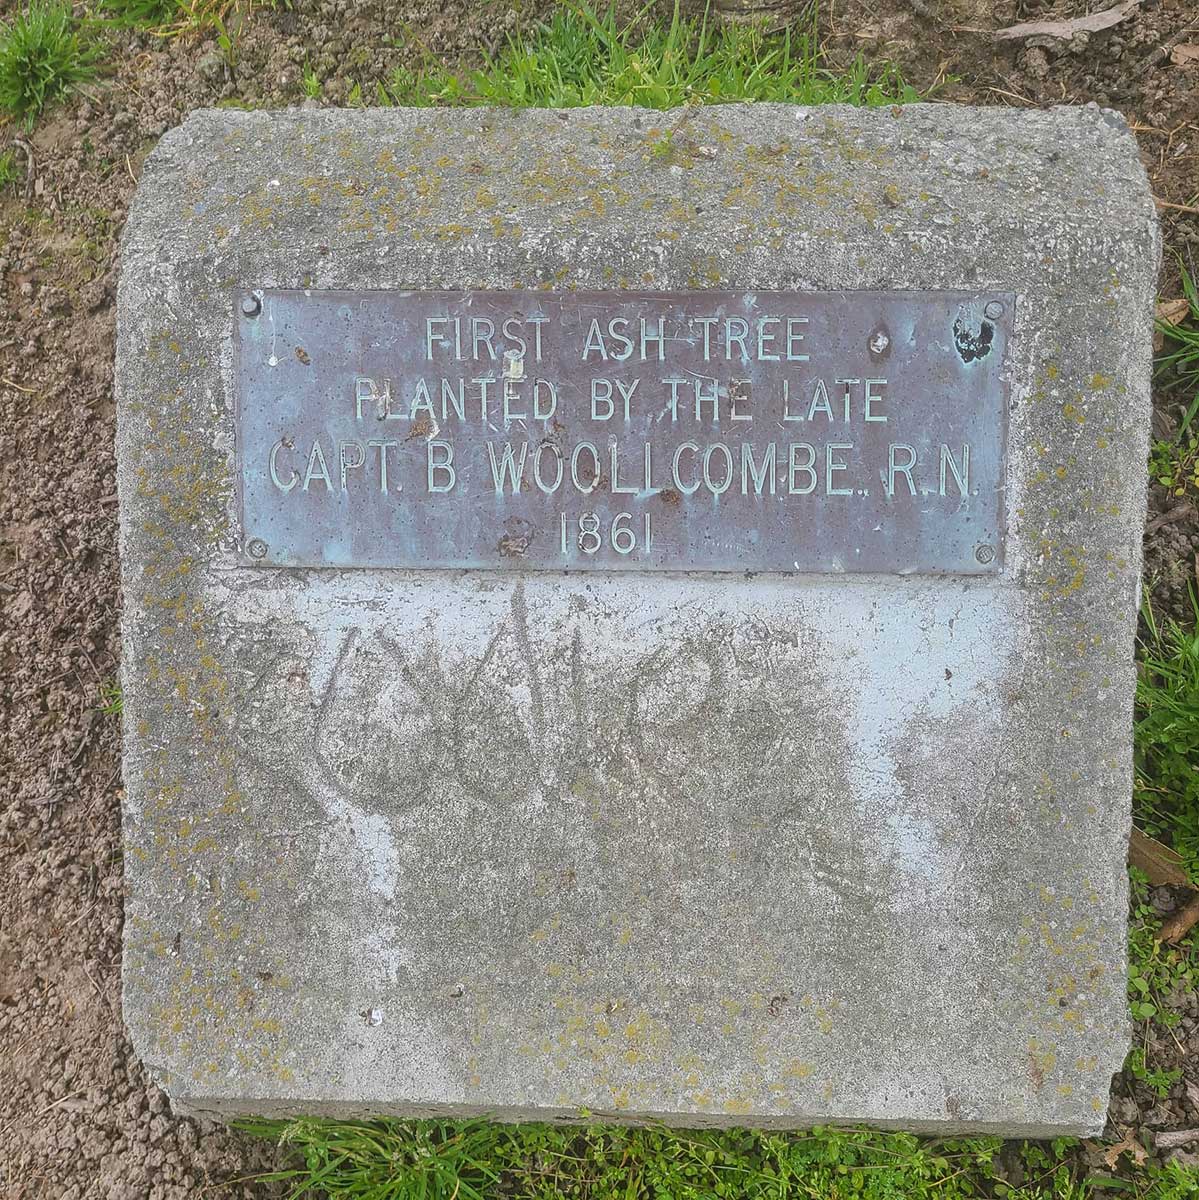 FIRST ASH TREE
PLANTED BY THE LATE
CAPT B WOOLLCOMBE. R.N.
1861